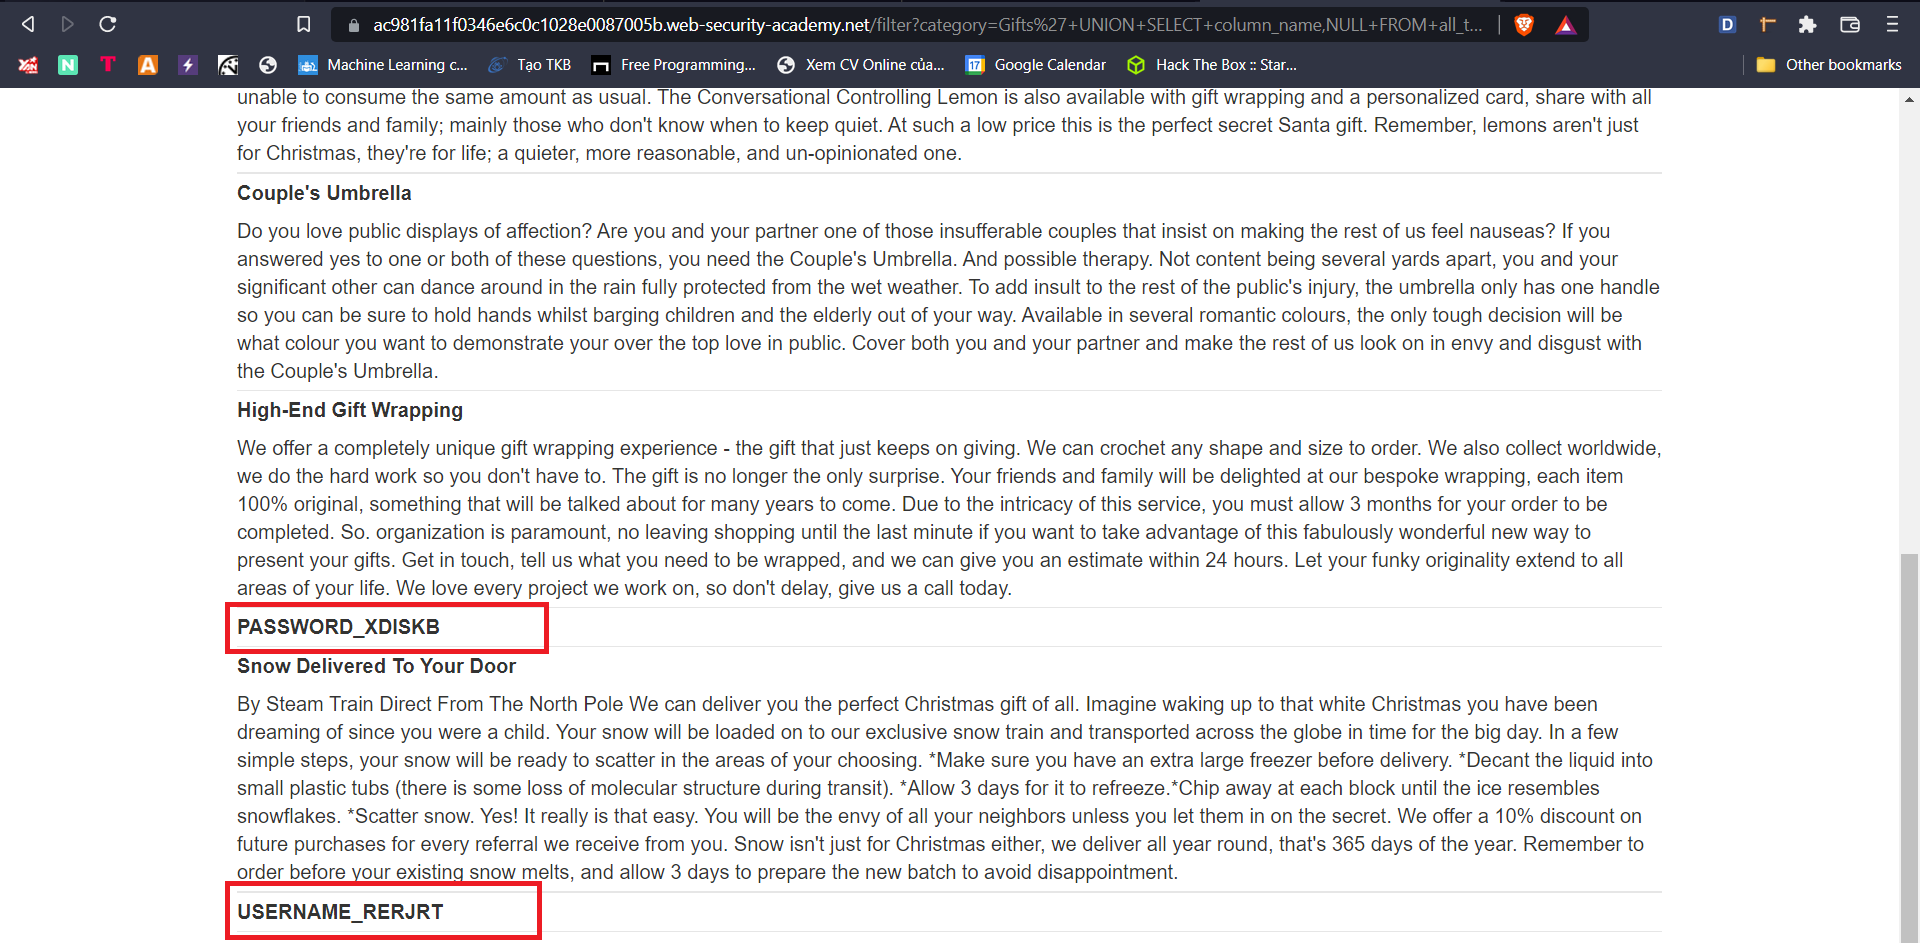 ac981fa11f0346e6c0c1028e0087005b.web-security-academy.net/filter?category=Gifts%27+UNION+SELECT+column_name,NULL+FROM+all_t...
D
XAN
N
T
A
Machine Learning c...
Tạo TKB
Free Programming...
Xem CV Online của...
17
Google Calendar
Hack The Box :: Star...
Other bookmarks
unable to consume the same amount as usual. The Conversational Controlling Lemon is also available with gift wrapping and a personalized card, share with all
your friends and family; mainly those who don't know when to keep quiet. At such a low price this is the perfect secret Santa gift. Remember, lemons aren't just
for Christmas, they're for life; a quieter, more reasonable, and un-opinionated one.
Couple's Umbrella
Do you love public displays of affection? Are you and your partner one of those insufferable couples that insist on making the rest of us feel nauseas? If you
answered yes to one or both of these questions, you need the Couple's Umbrella. And possible therapy. Not content being several yards apart, you and your
significant other can dance around in the rain fully protected from the wet weather. To add insult to the rest of the public's injury, the umbrella only has one handle
so you can be sure to hold hands whilst barging children and the elderly out of your way. Available in several romantic colours, the only tough decision will be
what colour you want to demonstrate your over the top love in public. Cover both you and your partner and make the rest of us look on in envy and disgust with
the Couple's Umbrella.
High-End Gift Wrapping
We offer a completely unique gift wrapping experience - the gift that just keeps on giving. We can crochet any shape and size to order. We also collect worldwide,
we do the hard work so you don't have to. The gift is no longer the only surprise. Your friends and family will be delighted at our bespoke wrapping, each item
100% original, something that will be talked about for many years to come. Due to the intricacy of this service, you must allow 3 months for your order to be
completed. So. organization is paramount, no leaving shopping until the last minute if you want to take advantage of this fabulously wonderful new way to
present your gifts. Get in touch, tell us what you need to be wrapped, and we can give you an estimate within 24 hours. Let your funky originality extend to all
areas of your life. We love every project we work on, so don't delay, give us a call today.
PASSWORD_XDISKB
Snow Delivered To Your Door
By Steam Train Direct From The North Pole We can deliver you the perfect Christmas gift of all. Imagine waking up to that white Christmas you have been
dreaming of since you were a child. Your snow will be loaded on to our exclusive snow train and transported across the globe in time for the big day. In a few
simple steps, your snow will be ready to scatter in the areas of your choosing. *Make sure you have an extra large freezer before delivery. *Decant the liquid into
small plastic tubs (there is some loss of molecular structure during transit). *Allow 3 days for it to refreeze.*Chip away at each block until the ice resembles
snowflakes. *Scatter snow. Yes! It really is that easy. You will be the envy of all your neighbors unless you let them in on the secret. We offer a 10% discount on
future purchases for every referral we receive from you. Snow isn't just for Christmas either, we deliver all year round, that's 365 days of the year. Remember to
order before your existing snow melts, and allow 3 days to prepare the new batch to avoid disappointment.
USERNAME_RERJRT